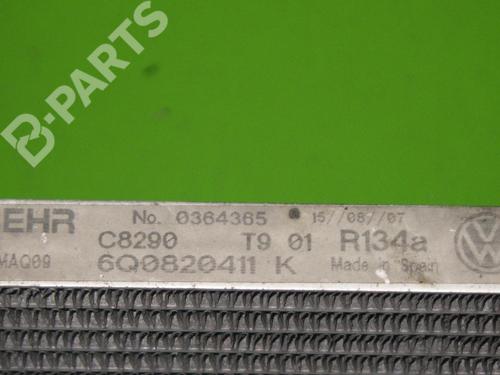 B-PARTS
EHR No. 0364365 15//08//07
C8290 T9 01 R134a
MAQ09 6Q0820411 K Made in Spain